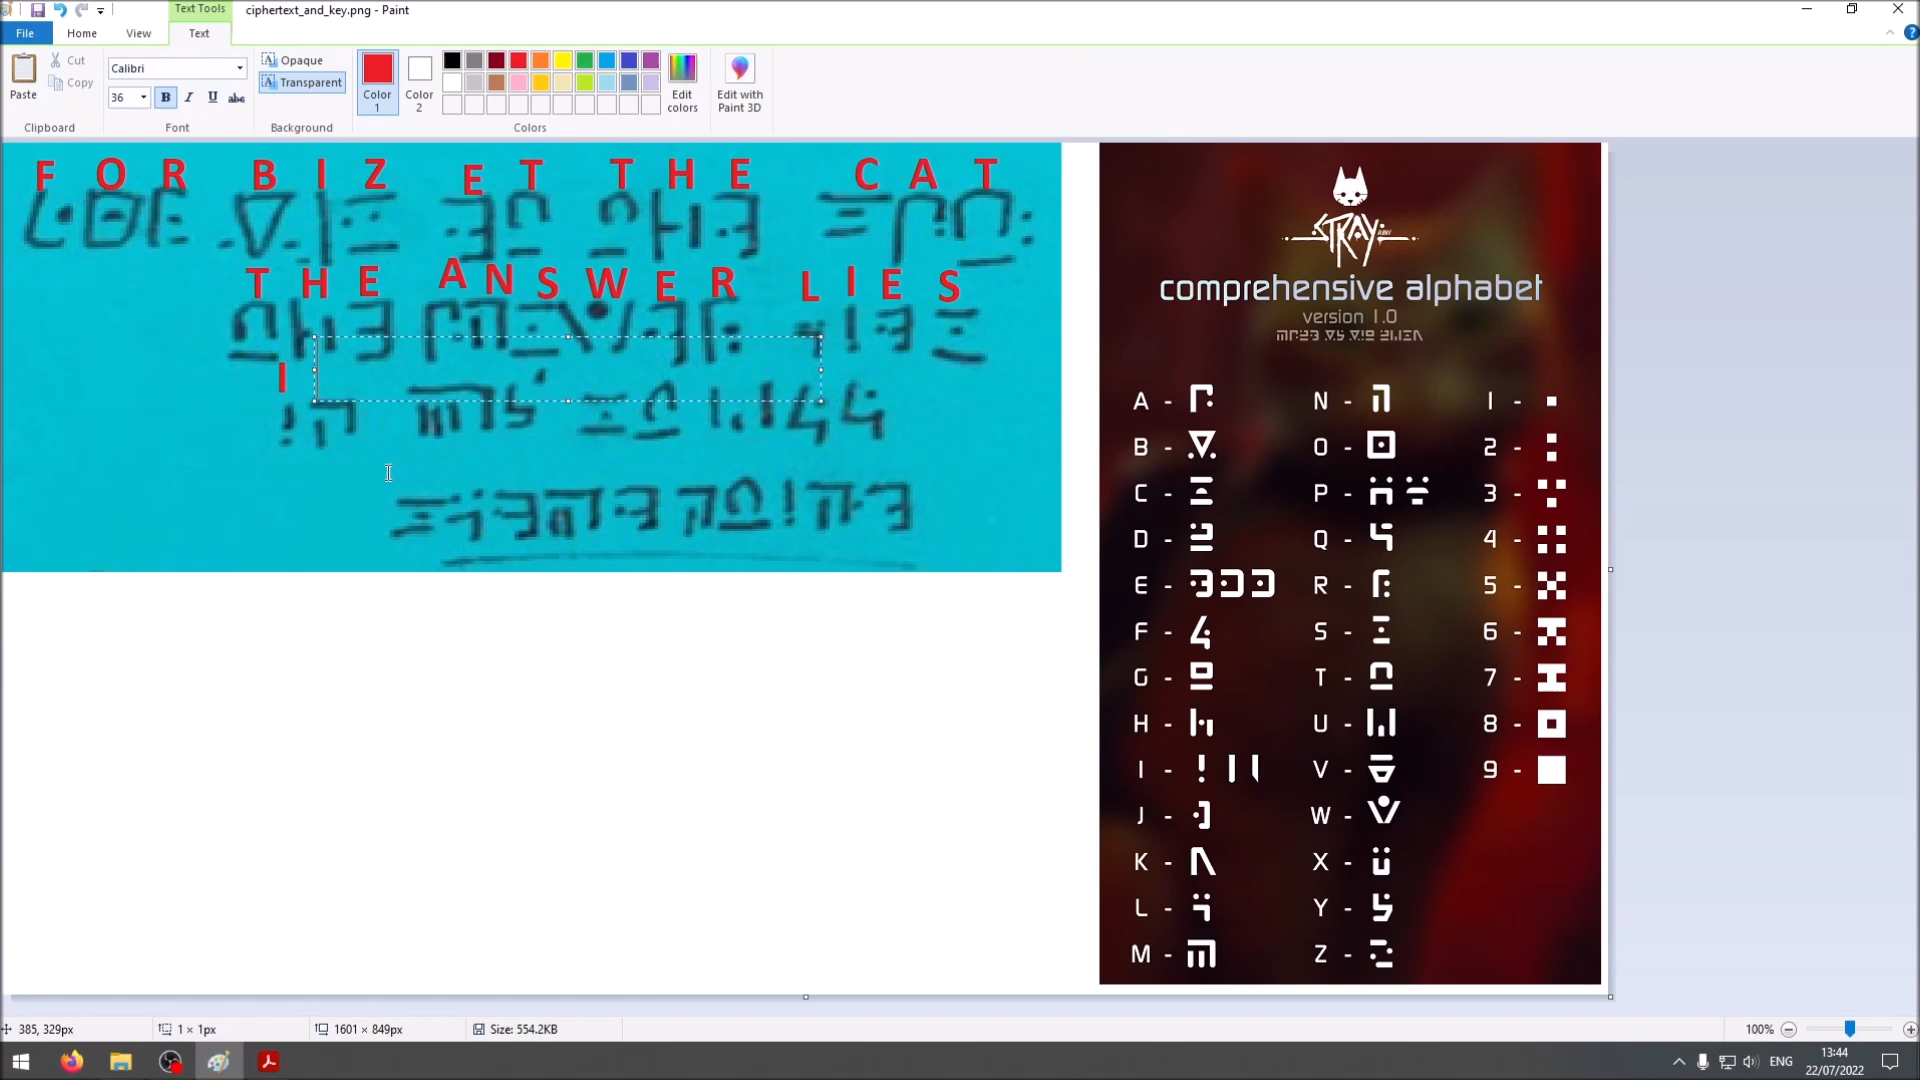 ciphertext_and_key.png - Paint
Text Tools
File Home View Text
Paste
Cut
Copy
Clipboard
Calibri
36
B I U abc
Font
Opaque
Transparent
Background
Color 1
Color 2
Edit colors
Colors
Edit with Paint 3D
F O R B I Z E T T H E C A T
T H E A N S W E R L I E S
I
STRAY
comprehensive alphabet
version 1.0
A - N - 1 -
B - O - 2 -
C - P - 3 -
D - Q - 4 -
E - R - 5 -
F - S - 6 -
G - T - 7 -
H - U - 8 -
I - V - 9 -
J - W -
K - X -
L - Y -
M - Z -
385, 329px
1 × 1px
1601 × 849px
Size: 554.2KB
100%
ENG
13:44
22/07/2022